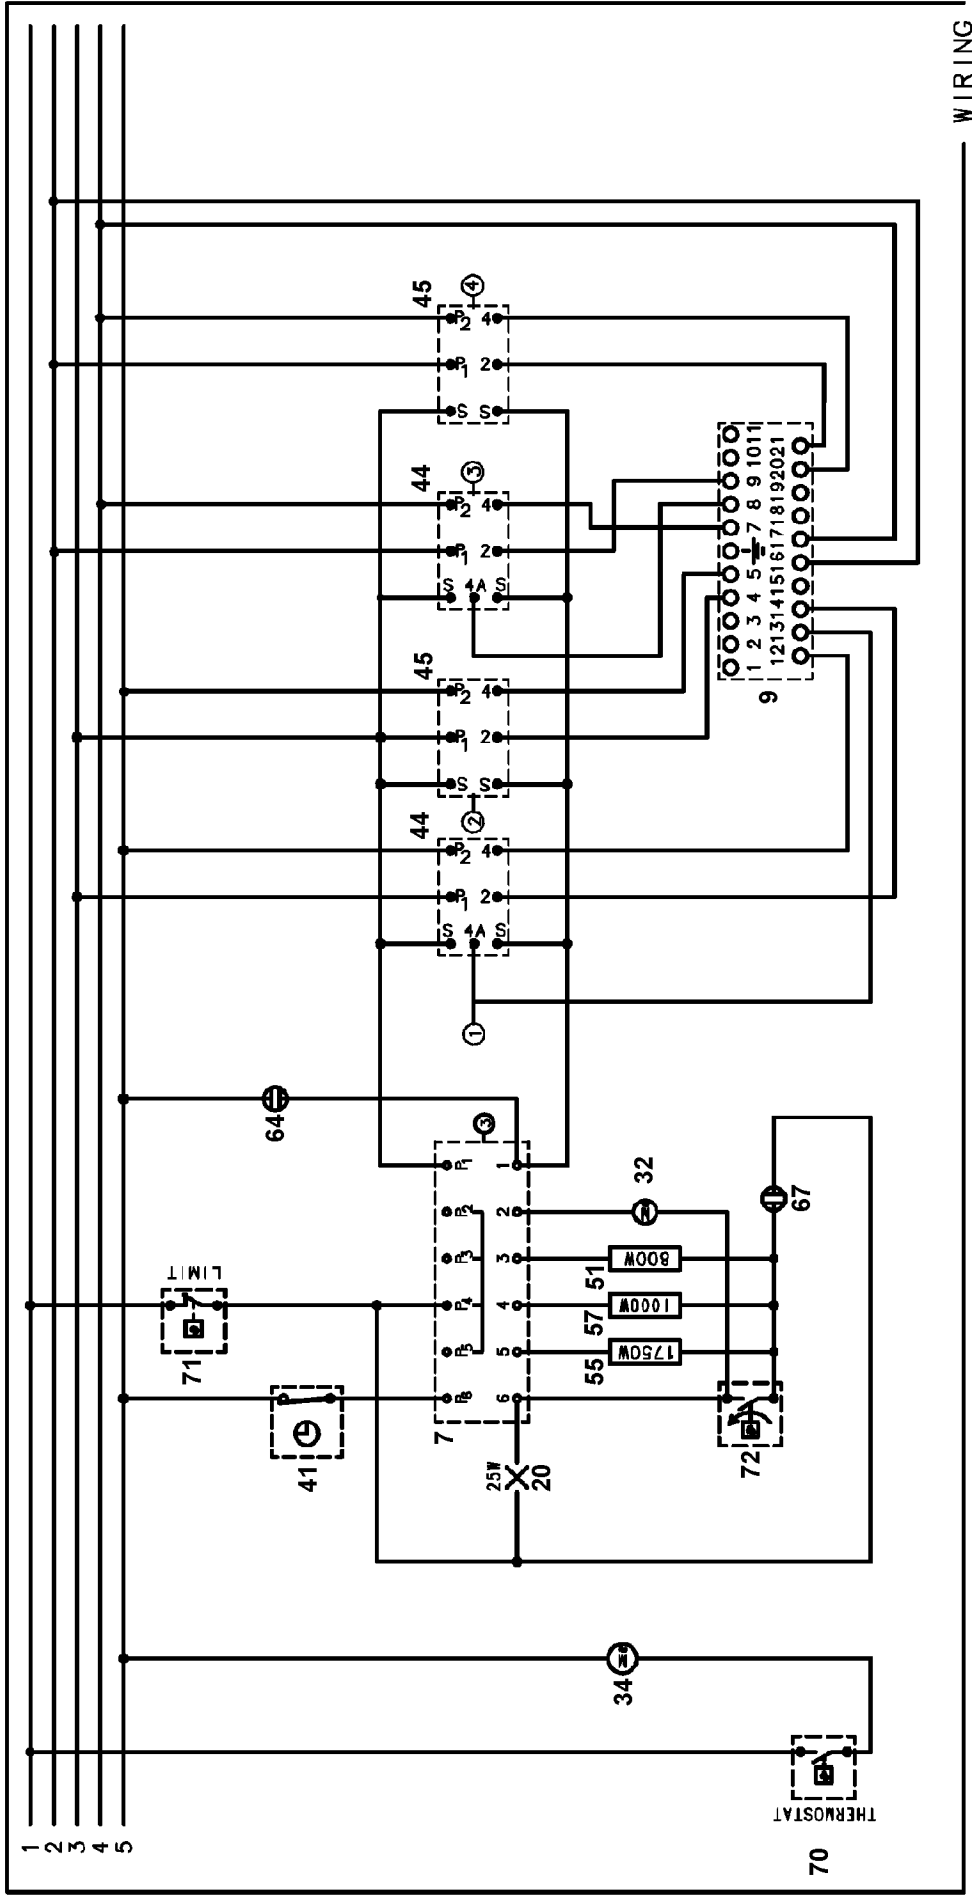 1
2
3
4
5
LIMIT
71
64
41
44
45
44
45
P6 P5 P4 P3 P2 P1
S P1 P2
S P1 P2
S P1 P2
S P1 P2
7
1
4A
2
4A
3
4
3
S 2 4
S 2 4
S 2 4
S 2 4
6 5 4 3 2 1
25W
20
55
57
51
32
34
1750W
1000W
800W
1 2 3 4 5 7 8 9 10 11
12 13 14 15 16 17 18 19 20 21
9
72
67
THERMOSTAT
70
WIRING